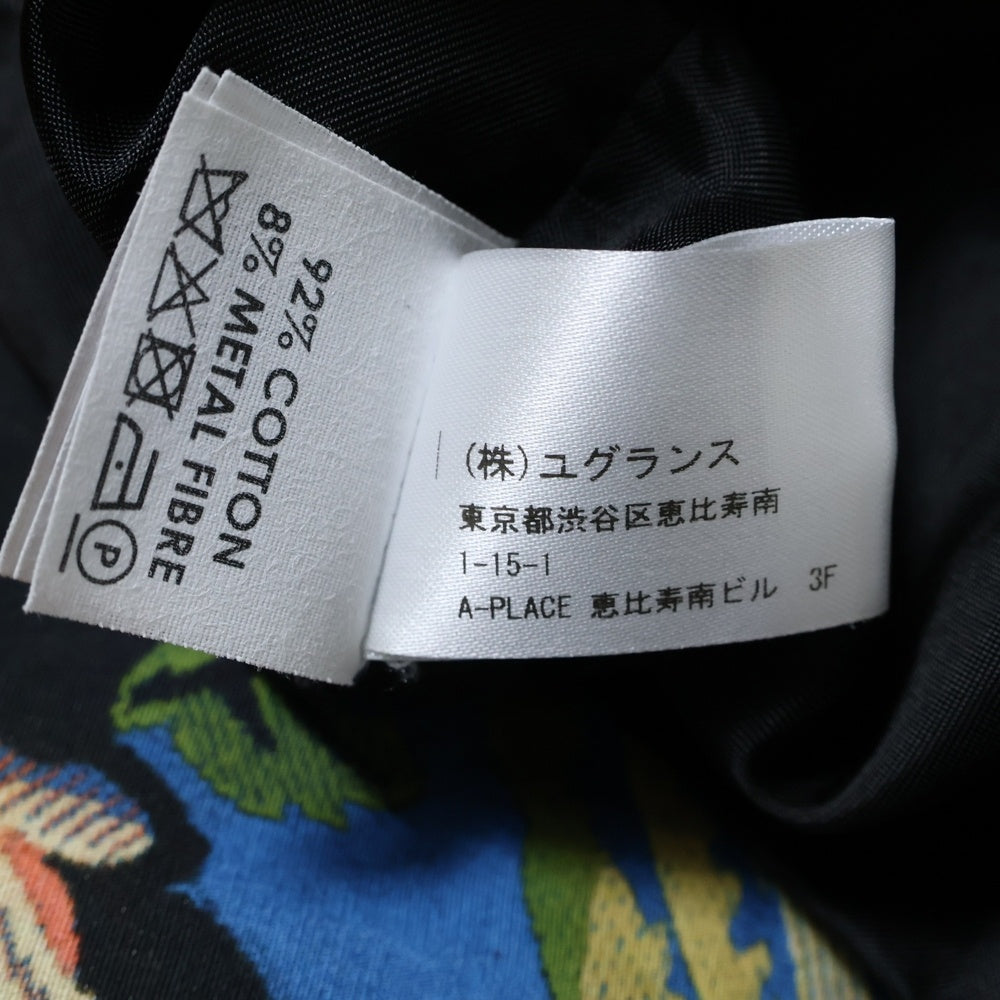 92% COTTON
8% METAL FIBRE
P
(株)ユグランス
東京都渋谷区恵比寿南
1-15-1
A-PLACE 恵比寿南ビル 3F